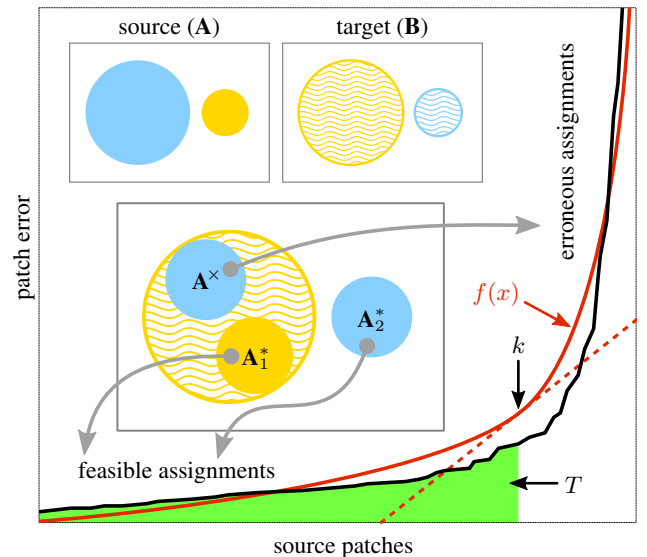 source (A)
target (B)
erroneous assignments
patch error
A×
A*₂
A*₁
f(x)
k
feasible assignments
T
source patches